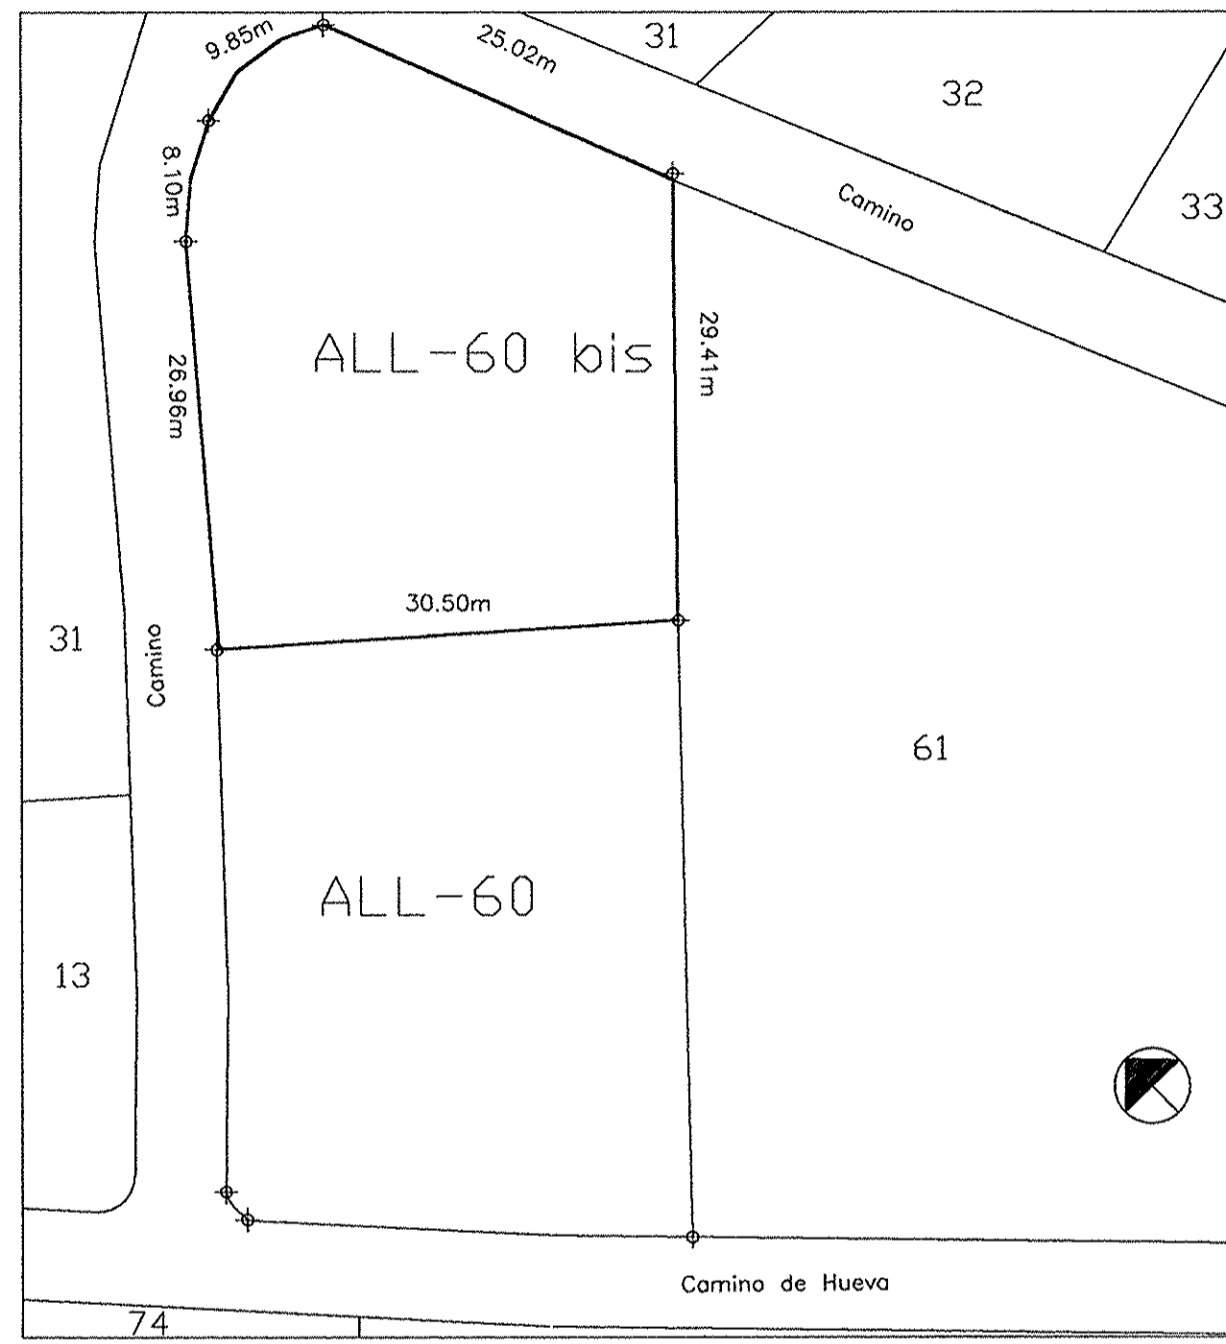 9.85m
25.02m
31
32
33
8.10m
Camino
ALL-60 bis
29.41m
26.96m
30.50m
31
Camino
61
ALL-60
13
Camino de Hueva
74